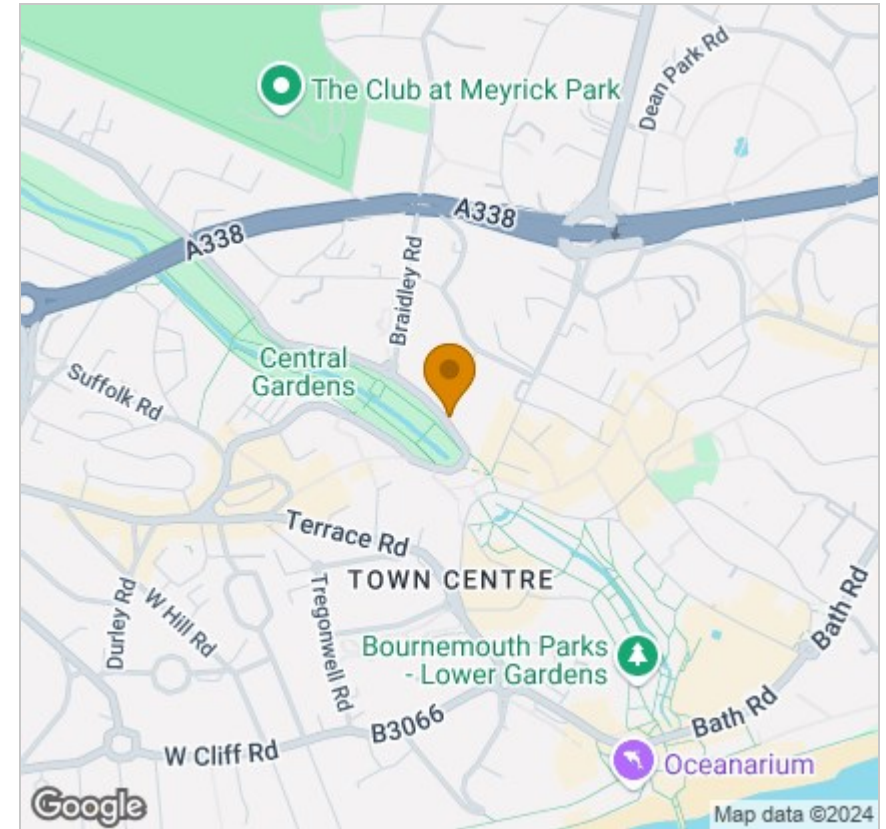 The Club at Meyrick Park
Dean Park Rd
A338
A338
Braidley Rd
Central
Gardens
Suffolk Rd
Terrace Rd
TOWN CENTRE
Durley Rd
W Hill Rd
Tregonwell Rd
Bournemouth Parks
- Lower Gardens
Bath Rd
Bath Rd
B3066
W Cliff Rd
Oceanarium
Google
Map data ©2024